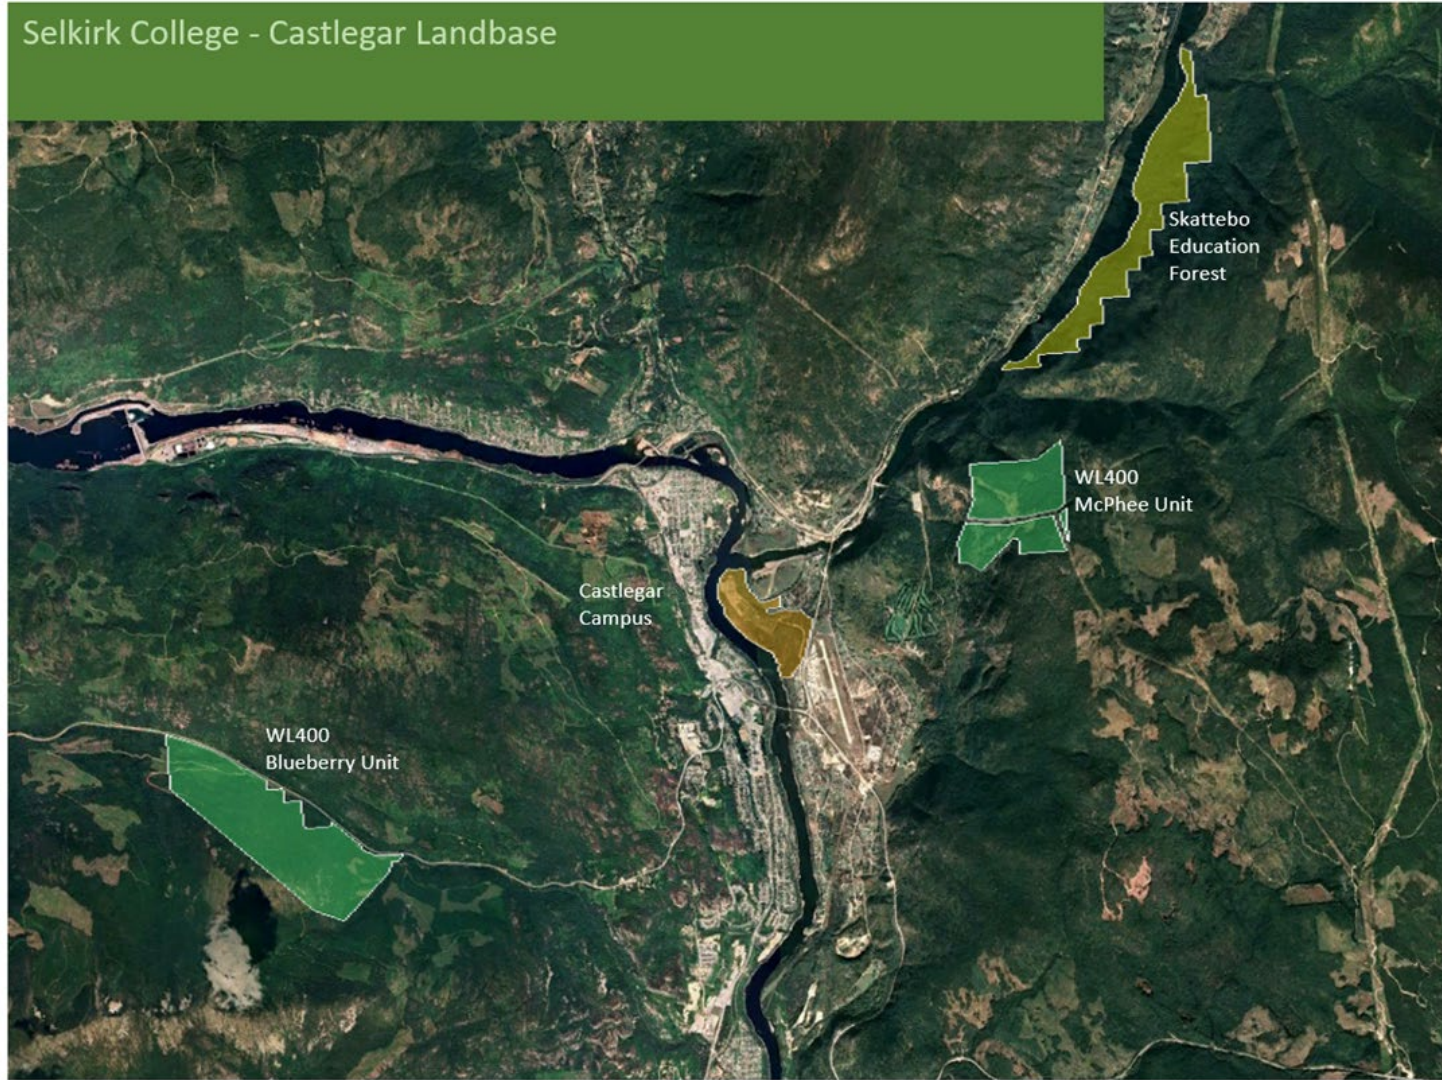 Selkirk College - Castlegar Landbase
Skattebo
Education
Forest
WL400
McPhee Unit
Castlegar
Campus
WL400
Blueberry Unit